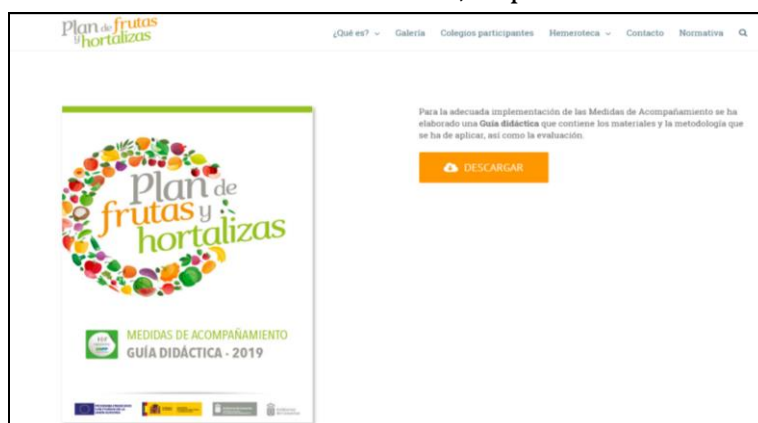 Plan de frutas
y hortalizas
¿Qué es? Galería Colegios participantes Hemeroteca Contacto Normativa
Para la adecuada implementación de las Medidas de Acompañamiento se ha
elaborado una Guía didáctica que contiene los materiales y la metodología que
se ha de aplicar, así como la evaluación.
DESCARGAR
Plan de
frutas y
hortalizas
MEDIDAS DE ACOMPAÑAMIENTO
GUÍA DIDÁCTICA - 2019